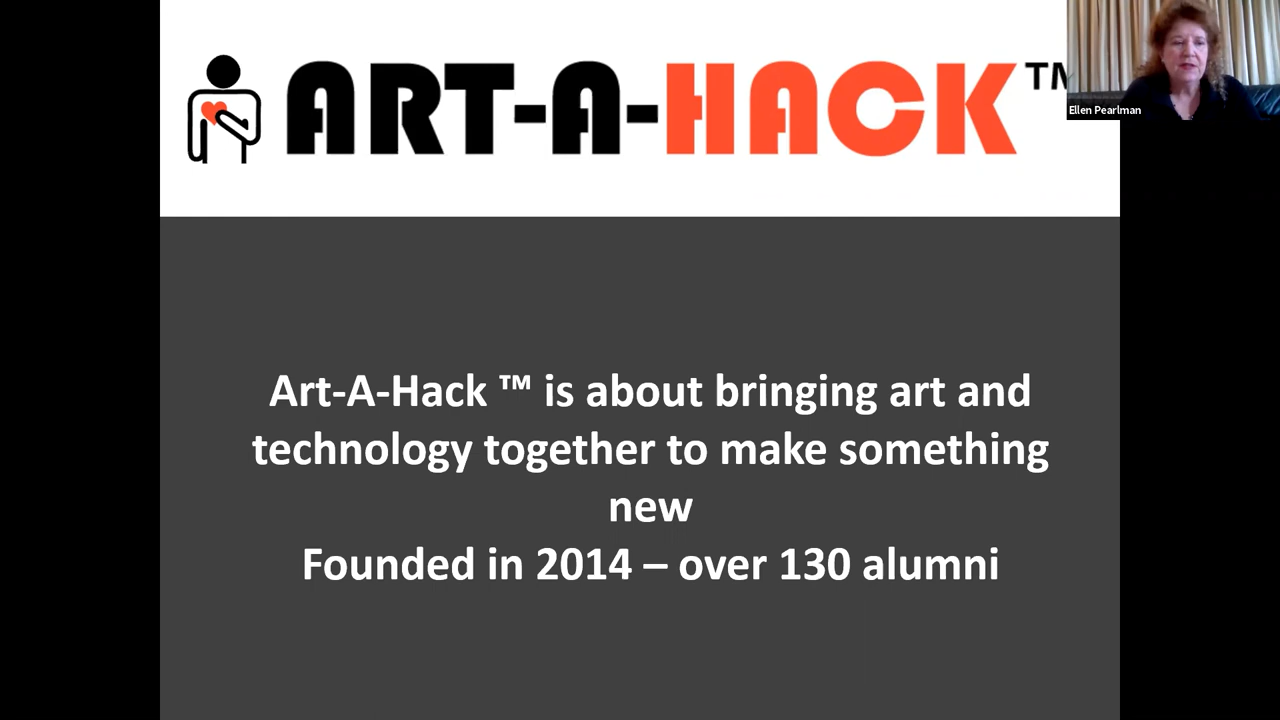 ART-A-HACK™
Ellen Pearlman
Art-A-Hack ™ is about bringing art and
technology together to make something
new
Founded in 2014 – over 130 alumni